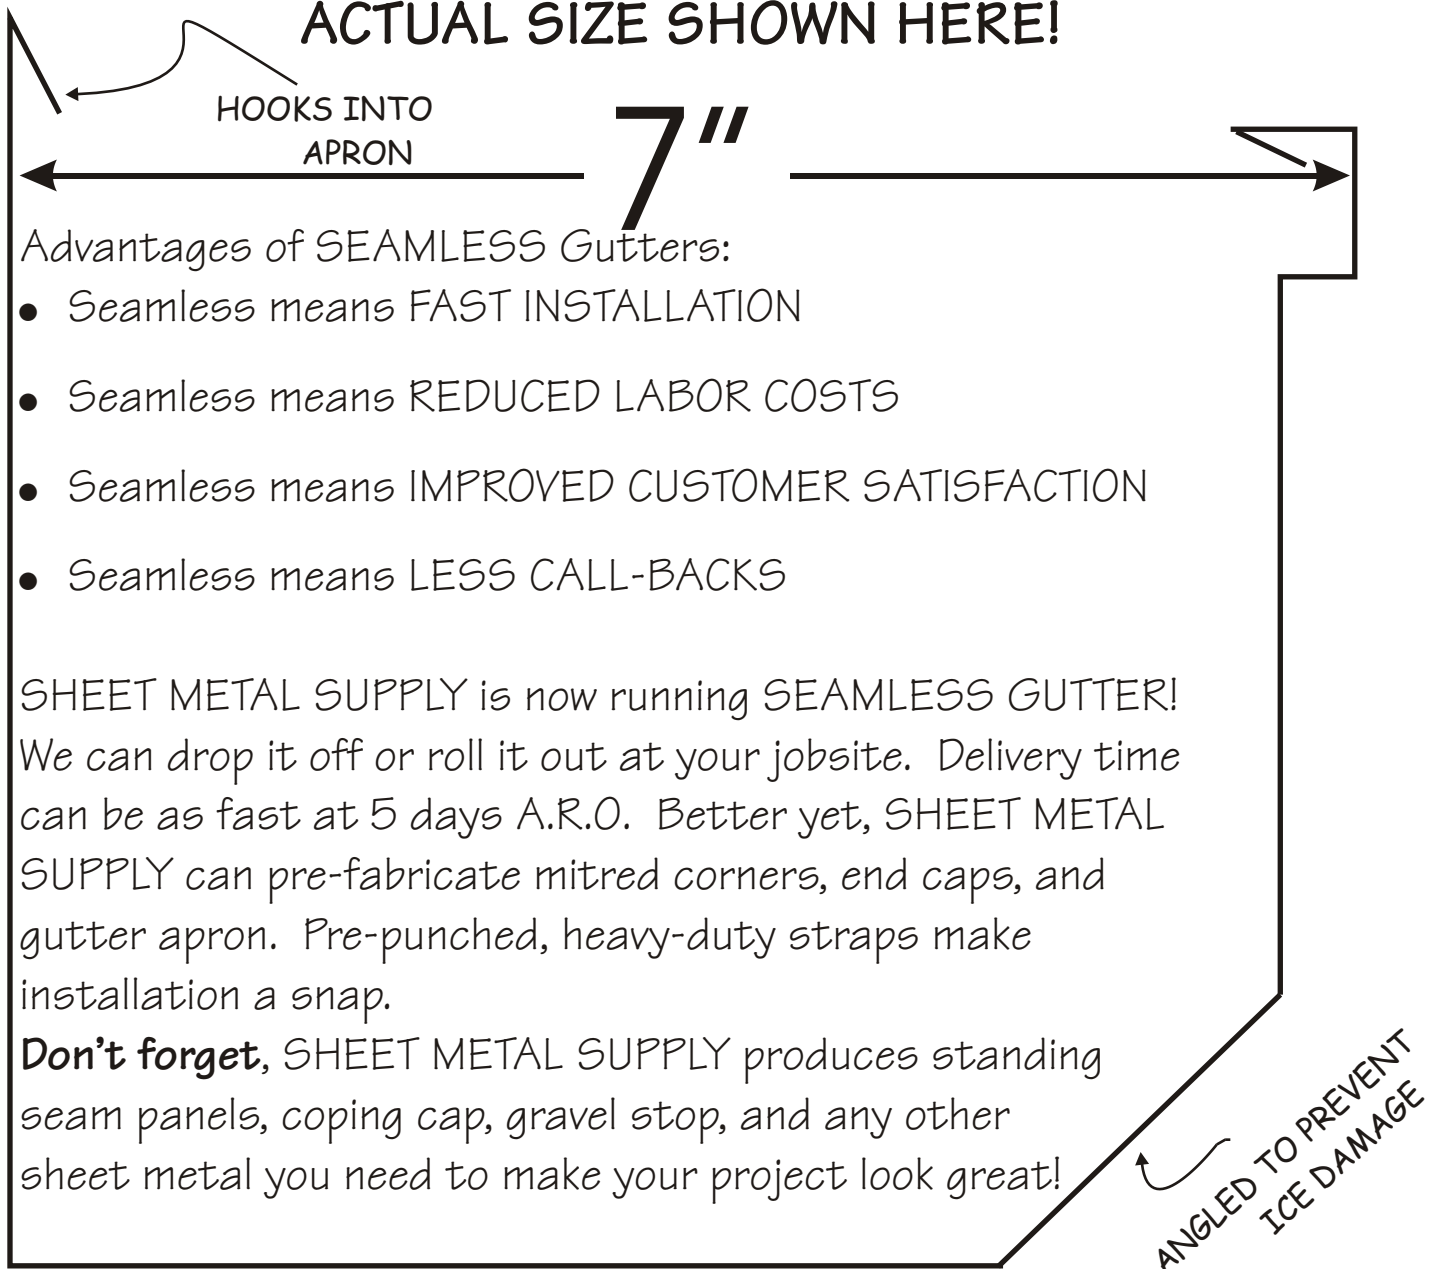 ACTUAL SIZE SHOWN HERE!
HOOKS INTO
APRON
7"
Advantages of SEAMLESS Gutters:
● Seamless means FAST INSTALLATION
● Seamless means REDUCED LABOR COSTS
● Seamless means IMPROVED CUSTOMER SATISFACTION
● Seamless means LESS CALL-BACKS
SHEET METAL SUPPLY is now running SEAMLESS GUTTER!
We can drop it off or roll it out at your jobsite.  Delivery time
can be as fast at 5 days A.R.O.  Better yet, SHEET METAL
SUPPLY can pre-fabricate mitred corners, end caps, and
gutter apron.  Pre-punched, heavy-duty straps make
installation a snap.
Don't forget, SHEET METAL SUPPLY produces standing
seam panels, coping cap, gravel stop, and any other
sheet metal you need to make your project look great!
ANGLED TO PREVENT
ICE DAMAGE